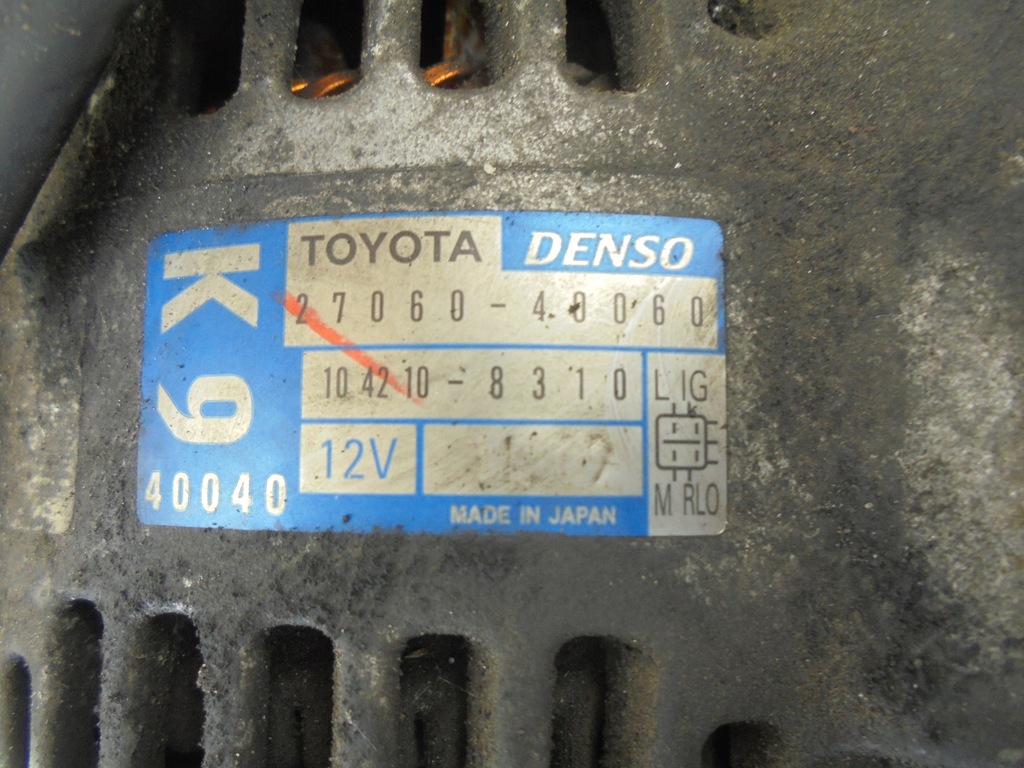 K9
40040
TOYOTA DENSO
27060-40060
104210-8310
12V
L IG
M RLO
MADE IN JAPAN